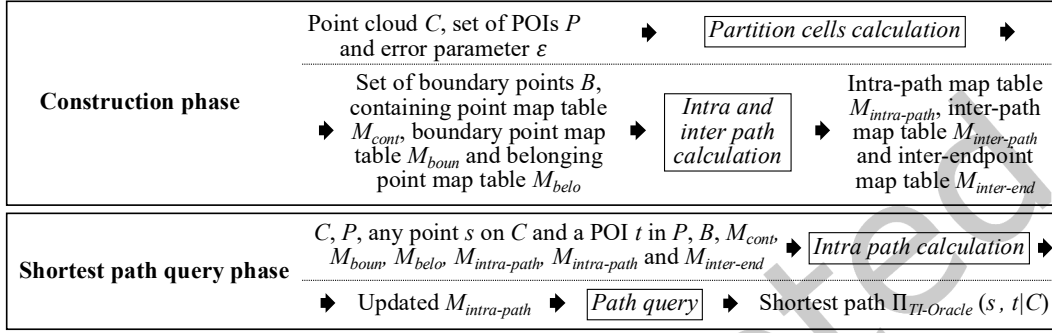 Construction phase
Point cloud C, set of POIs P
and error parameter ε
Partition cells calculation
Set of boundary points B,
containing point map table
M_cont, boundary point map
table M_boun and belonging
point map table M_belo
Intra and
inter path
calculation
Intra-path map table
M_intra-path, inter-path
map table M_inter-path
and inter-endpoint
map table M_inter-end
Shortest path query phase
C, P, any point s on C and a POI t in P, B, M_cont,
M_boun, M_belo, M_intra-path, M_intra-path and M_inter-end
Intra path calculation
Updated M_intra-path
Path query
Shortest path Π_TI-Oracle (s, t|C)